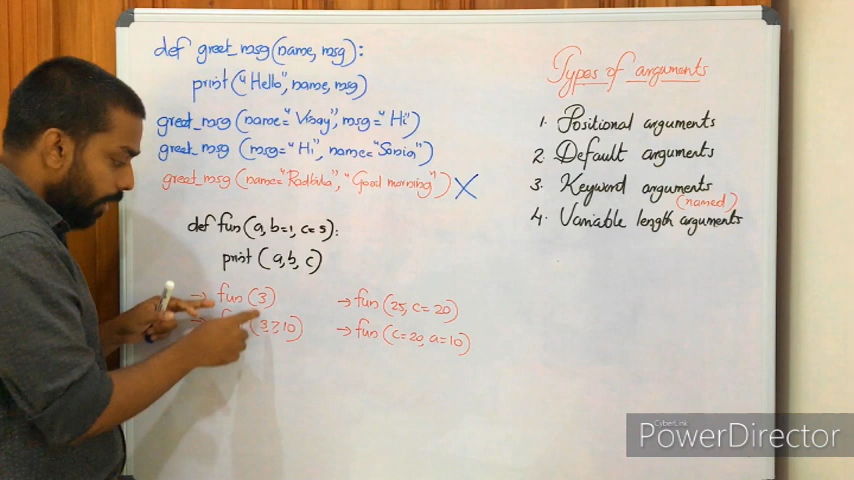 def greet_msg(name, msg):
print("Hello", name, msg)
greet_msg(name="Vinay", msg="Hi")
greet_msg (msg="Hi", name="Sonia")
greet_msg(name="Radhika", "Good morning") X
def fun(a, b=1, c=5):
print (a, b, c)
→ fun(3)
10)
→ fun(25, c=20)
→ fun(c=20, a=10)
Types of arguments
1. Positional arguments
2. Default arguments
3. Keyword arguments
(named)
4. Variable length arguments
CyberLink
PowerDirector